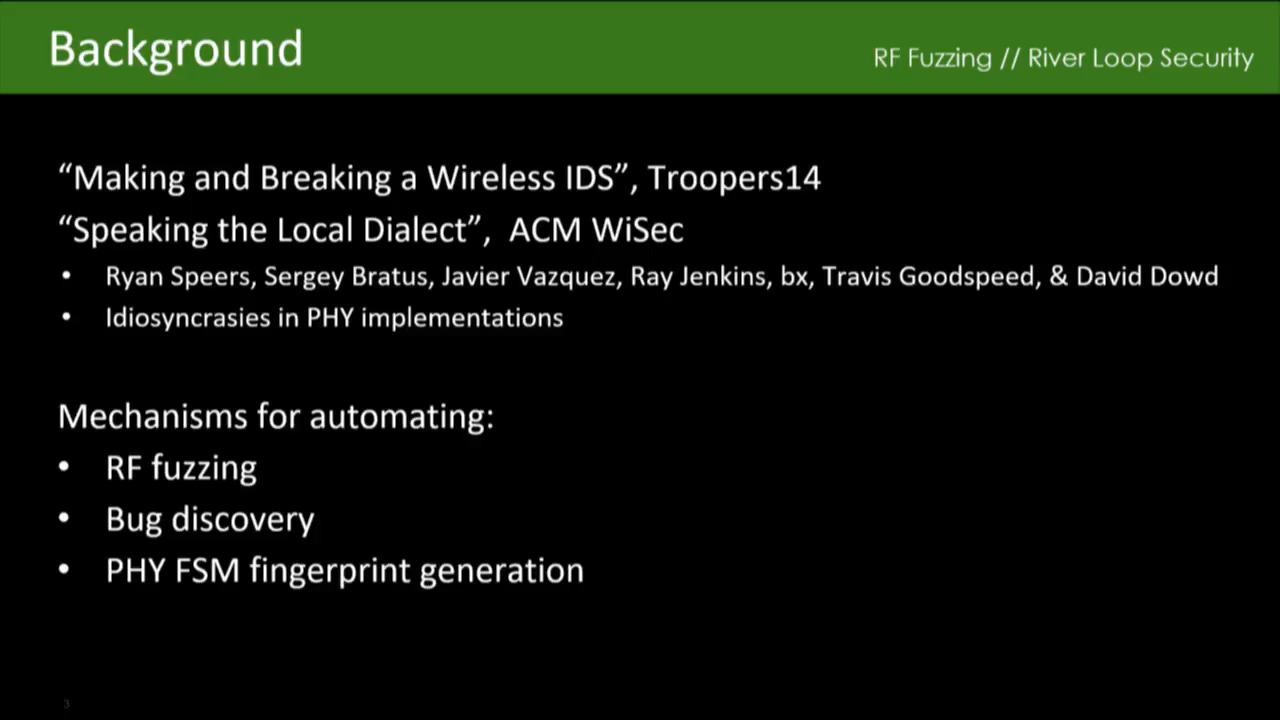 Background
RF Fuzzing // River Loop Security
“Making and Breaking a Wireless IDS”, Troopers14
“Speaking the Local Dialect”, ACM WiSec
• Ryan Speers, Sergey Bratus, Javier Vazquez, Ray Jenkins, bx, Travis Goodspeed, & David Dowd
• Idiosyncrasies in PHY implementations
Mechanisms for automating:
• RF fuzzing
• Bug discovery
• PHY FSM fingerprint generation
3